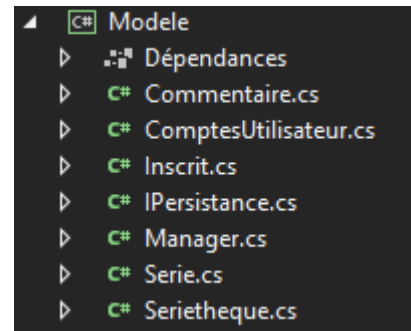 C# Modele
Dépendances
C# Commentaire.cs
C# ComptesUtilisateur.cs
C# Inscrit.cs
C# IPersistance.cs
C# Manager.cs
C# Serie.cs
C# Serietheque.cs